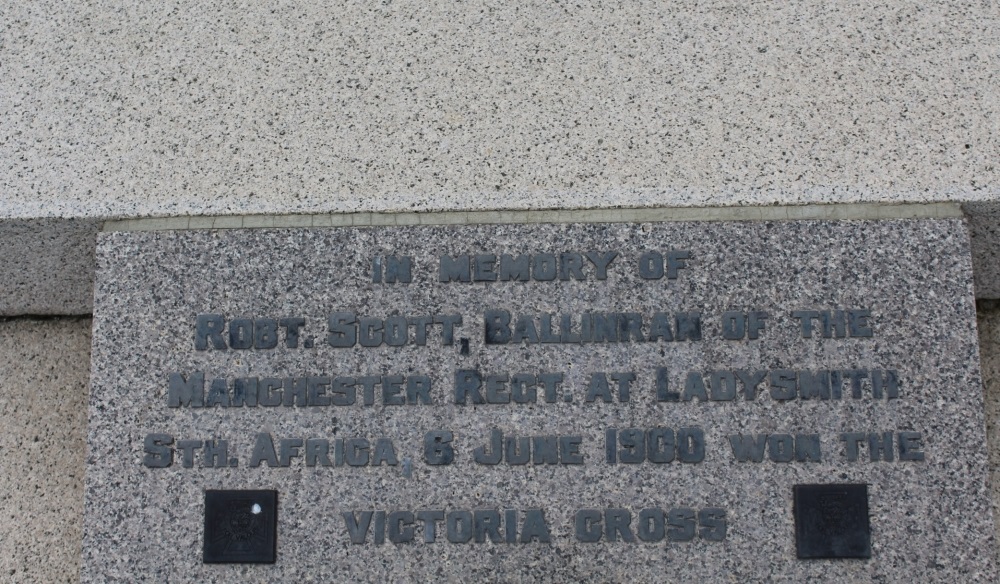 IN MEMORY OF
ROBT. SCOTT, BALLINRAN OF THE
MANCHESTER REGT. AT LADYSMITH
STH. AFRICA, 6 JUNE 1900 WON THE
VICTORIA CROSS